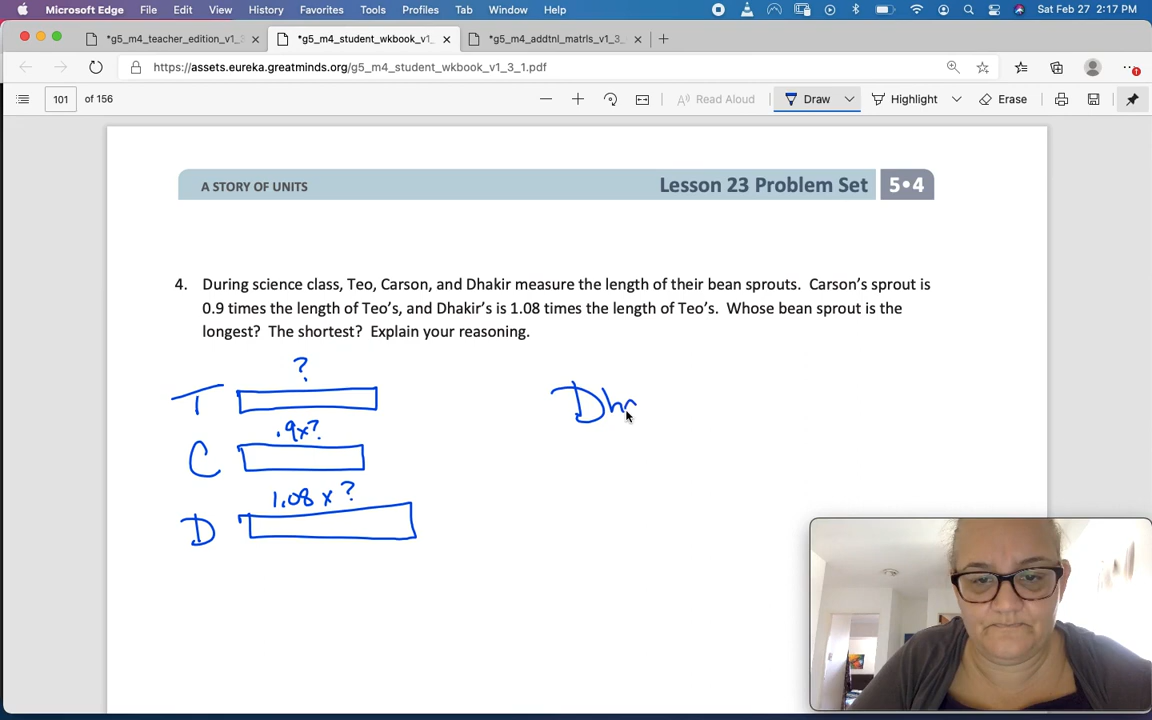 Microsoft Edge File Edit View History Favorites Tools Profiles Tab Window Help Sat Feb 27 2:17 PM
*g5_m4_teacher_edition_v1_ *g5_m4_student_wkbook_v1_ *g5_m4_addtnl_matrls_v1_3_
https://assets.eureka.greatminds.org/g5_m4_student_wkbook_v1_3_1.pdf
101 of 156 Read Aloud Draw Highlight Erase
A STORY OF UNITS Lesson 23 Problem Set 5•4
4. During science class, Teo, Carson, and Dhakir measure the length of their bean sprouts. Carson’s sprout is
0.9 times the length of Teo’s, and Dhakir’s is 1.08 times the length of Teo’s. Whose bean sprout is the
longest? The shortest? Explain your reasoning.
?
T
.9x?
C
1.08 x ?
D